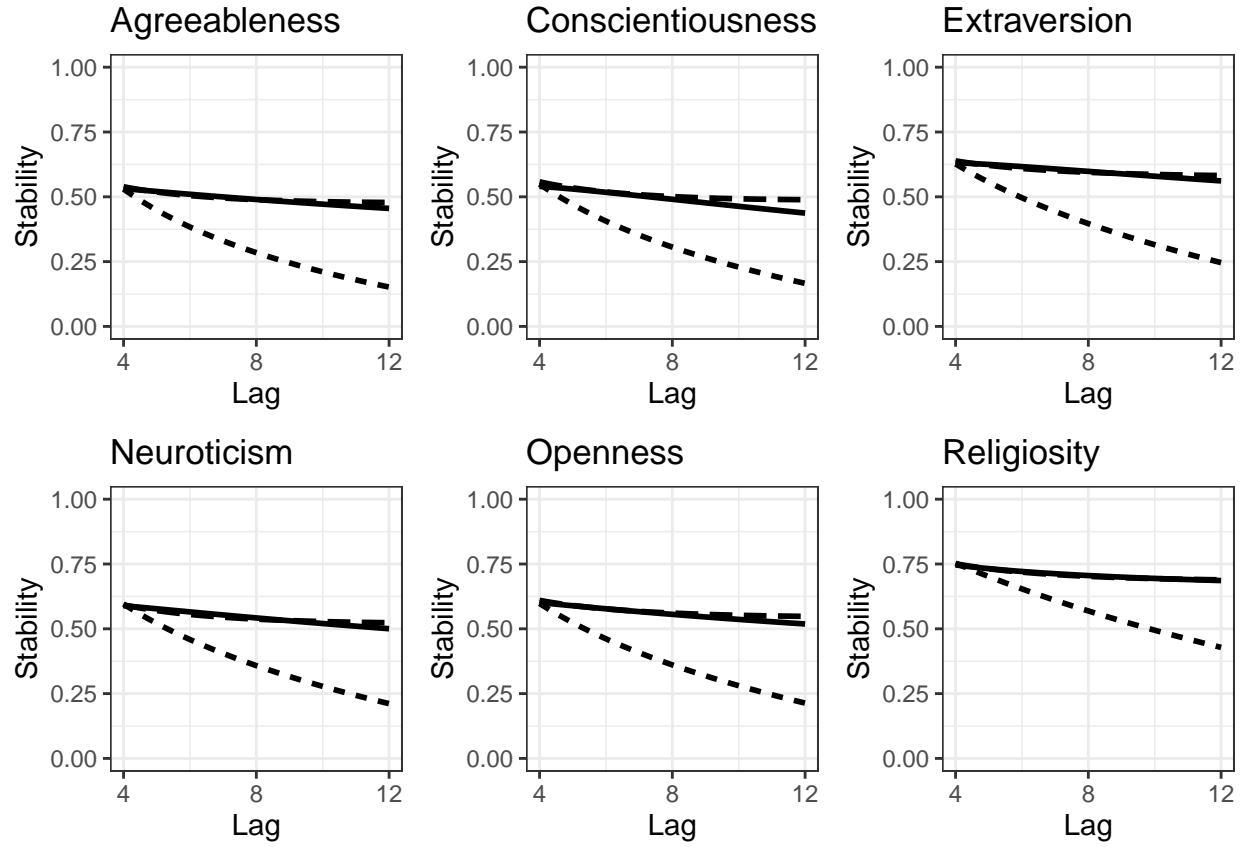 Agreeableness
1.00
0.75
0.50
0.25
0.00
Stability
4 8 12
Lag
Conscientiousness
1.00
0.75
0.50
0.25
0.00
Stability
4 8 12
Lag
Extraversion
1.00
0.75
0.50
0.25
0.00
Stability
4 8 12
Lag
Neuroticism
1.00
0.75
0.50
0.25
0.00
Stability
4 8 12
Lag
Openness
1.00
0.75
0.50
0.25
0.00
Stability
4 8 12
Lag
Religiosity
1.00
0.75
0.50
0.25
0.00
Stability
4 8 12
Lag